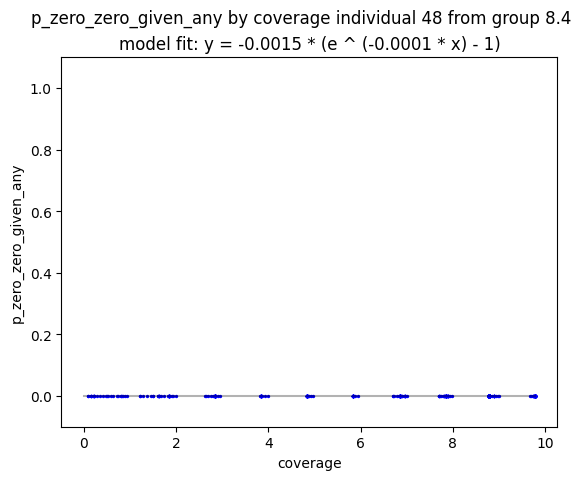 p_zero_zero_given_any by coverage individual 48 from group 8.4
model fit: y = -0.0015 * (e ^ (-0.0001 * x) - 1)
1.0
0.8
0.6
0.4
0.2
0.0
p_zero_zero_given_any
0 2 4 6 8 10
coverage